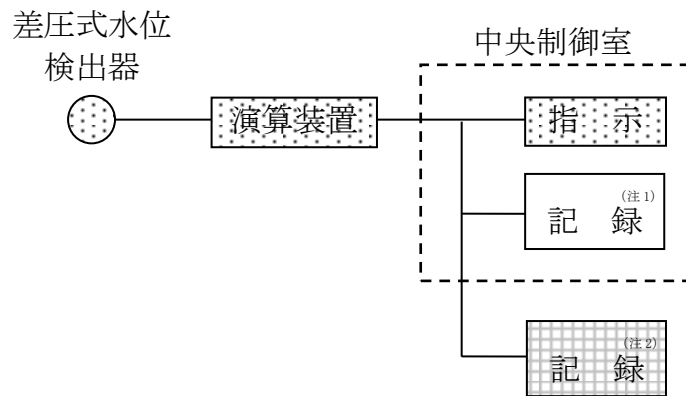 差圧式水位
検出器
中央制御室
演算装置
指 示
記 録 (注1)
記 録 (注2)